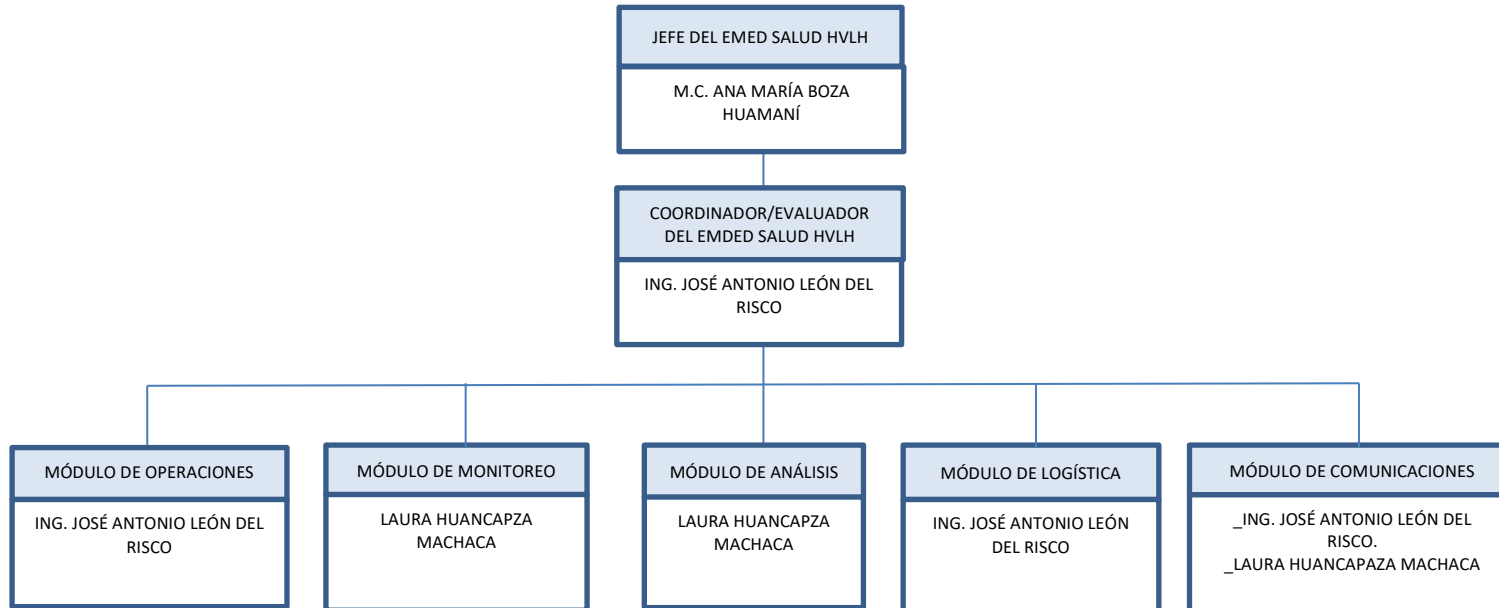 JEFE DEL EMED SALUD HVLH
M.C. ANA MARÍA BOZA
HUAMANÍ
COORDINADOR/EVALUADOR
DEL EMDED SALUD HVLH
ING. JOSÉ ANTONIO LEÓN DEL
RISCO
MÓDULO DE OPERACIONES
ING. JOSÉ ANTONIO LEÓN DEL
RISCO
MÓDULO DE MONITOREO
LAURA HUANCAPZA
MACHACA
MÓDULO DE ANÁLISIS
LAURA HUANCAPZA
MACHACA
MÓDULO DE LOGÍSTICA
ING. JOSÉ ANTONIO LEÓN
DEL RISCO
MÓDULO DE COMUNICACIONES
_ING. JOSÉ ANTONIO LEÓN DEL
RISCO.
_LAURA HUANCAPAZA MACHACA